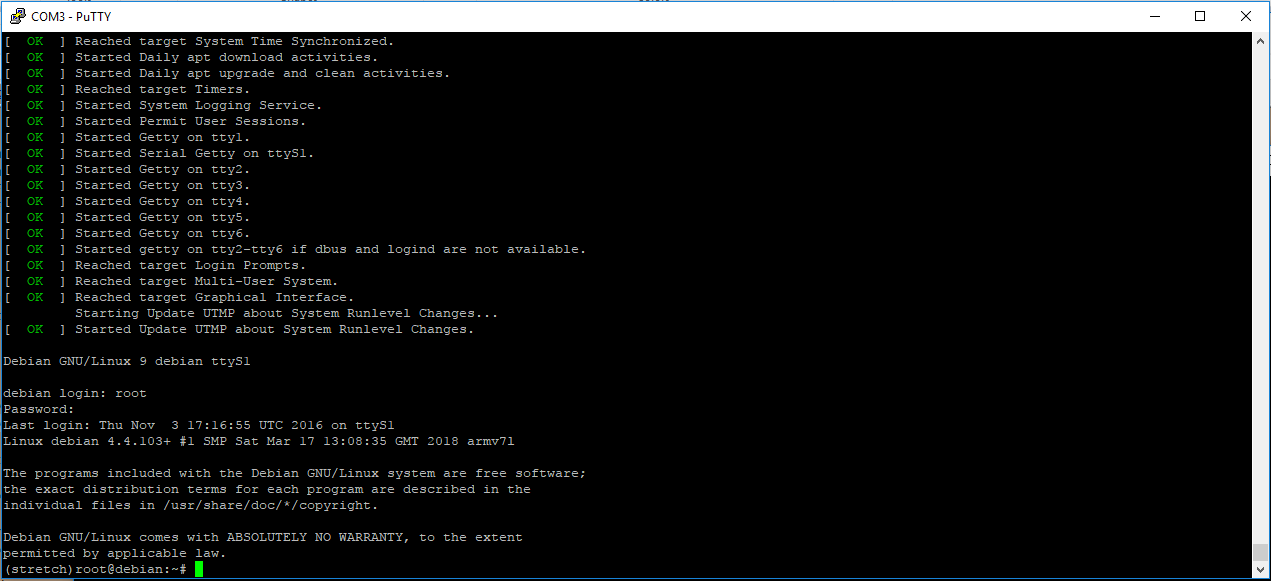 COM3 - PuTTY
[  OK  ] Reached target System Time Synchronized.
[  OK  ] Started Daily apt download activities.
[  OK  ] Started Daily apt upgrade and clean activities.
[  OK  ] Reached target Timers.
[  OK  ] Started System Logging Service.
[  OK  ] Started Permit User Sessions.
[  OK  ] Started Getty on tty1.
[  OK  ] Started Serial Getty on ttyS1.
[  OK  ] Started Getty on tty2.
[  OK  ] Started Getty on tty3.
[  OK  ] Started Getty on tty4.
[  OK  ] Started Getty on tty5.
[  OK  ] Started Getty on tty6.
[  OK  ] Started getty on tty2-tty6 if dbus and logind are not available.
[  OK  ] Reached target Login Prompts.
[  OK  ] Reached target Multi-User System.
[  OK  ] Reached target Graphical Interface.
         Starting Update UTMP about System Runlevel Changes...
[  OK  ] Started Update UTMP about System Runlevel Changes.
Debian GNU/Linux 9 debian ttyS1
debian login: root
Password:
Last login: Thu Nov  3 17:16:55 UTC 2016 on ttyS1
Linux debian 4.4.103+ #1 SMP Sat Mar 17 13:08:35 GMT 2018 armv7l
The programs included with the Debian GNU/Linux system are free software;
the exact distribution terms for each program are described in the
individual files in /usr/share/doc/*/copyright.
Debian GNU/Linux comes with ABSOLUTELY NO WARRANTY, to the extent
permitted by applicable law.
(stretch)root@debian:~#